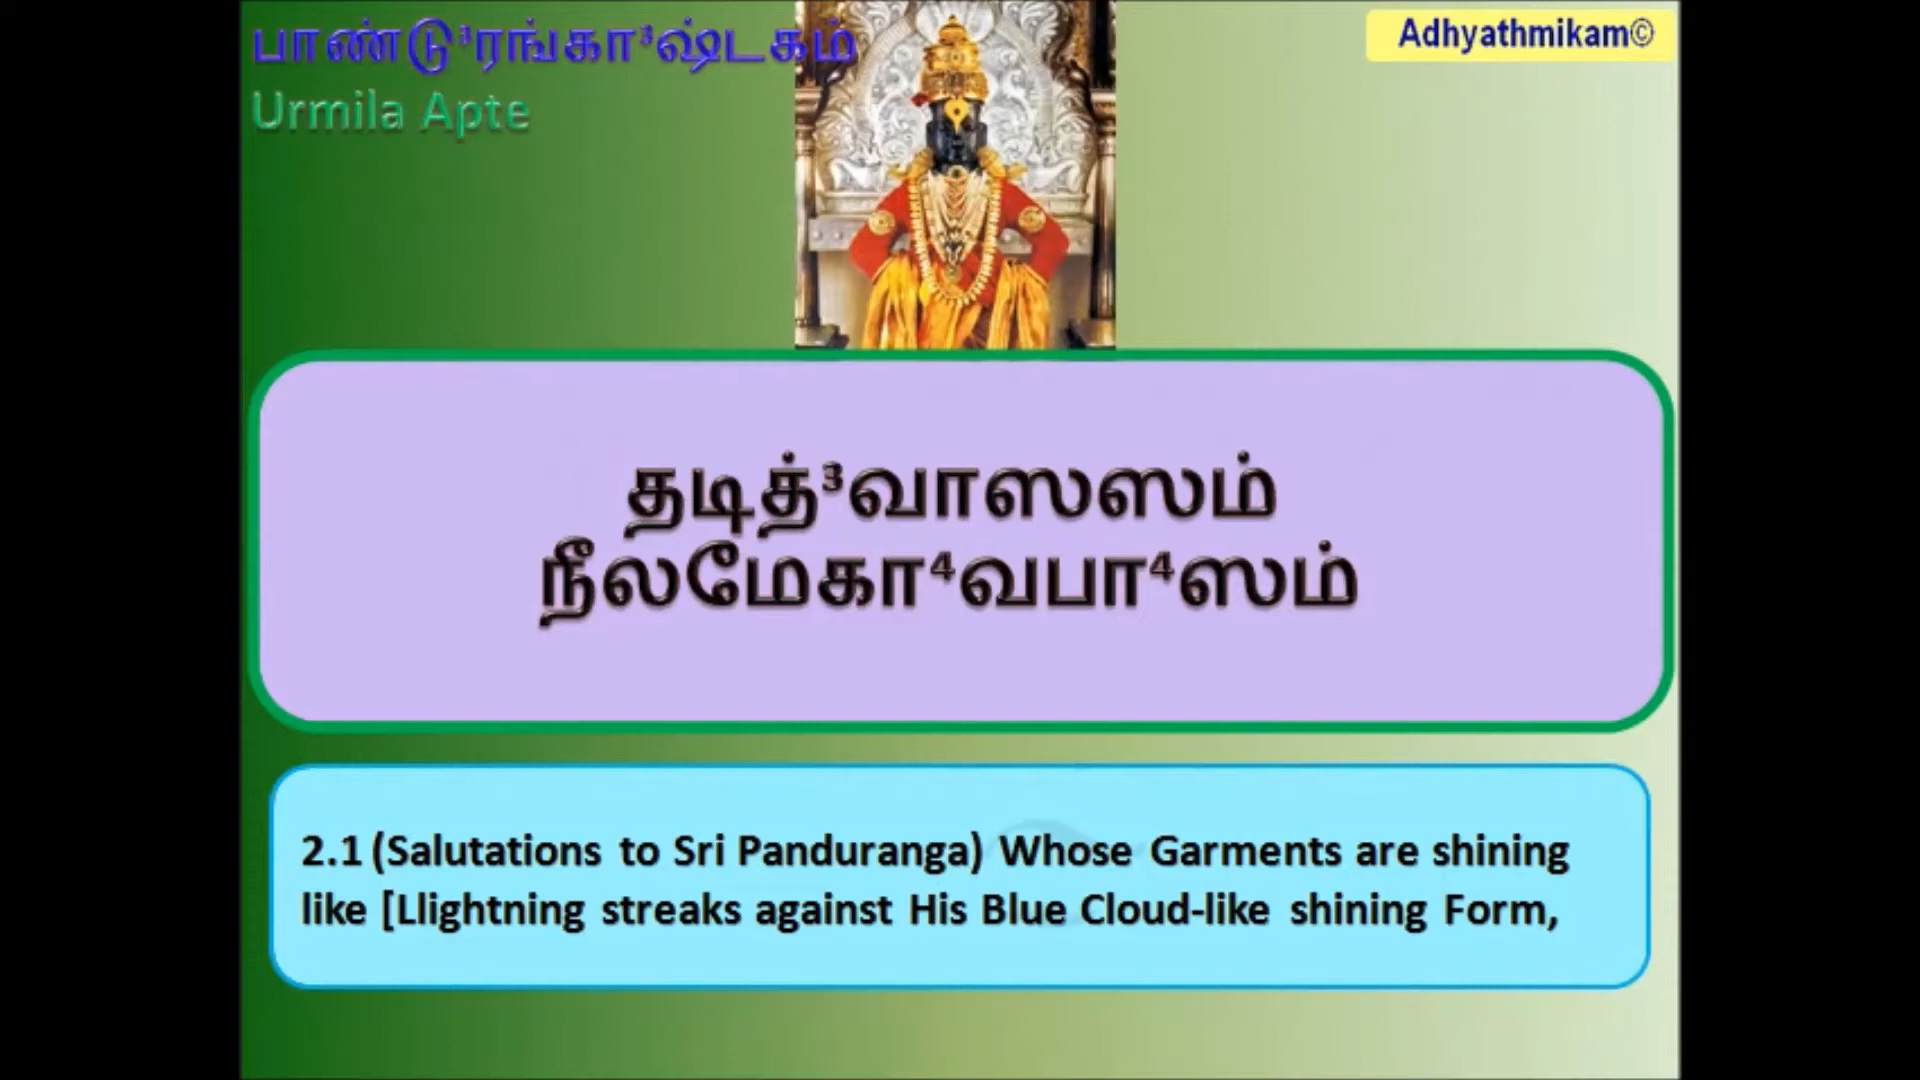 பாண்டு³ரங்கா³ஷ்டகம்
Adhyathmikam©
Urmila Apte
தடித்³வாஸஸம்
நீலமேகா⁴வபா⁴ஸம்
2.1 (Salutations to Sri Panduranga) Whose Garments are shining
like [Llightning streaks against His Blue Cloud-like shining Form,